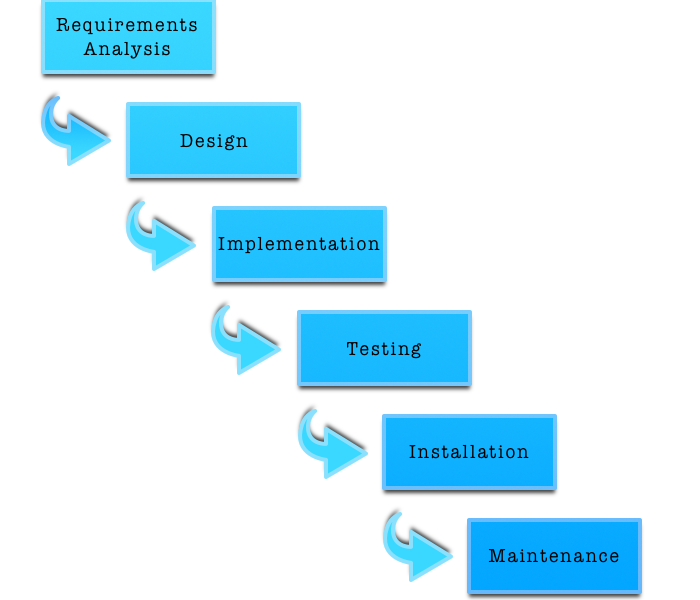 Requirements
Analysis
Design
Implementation
Testing
Installation
Maintenance